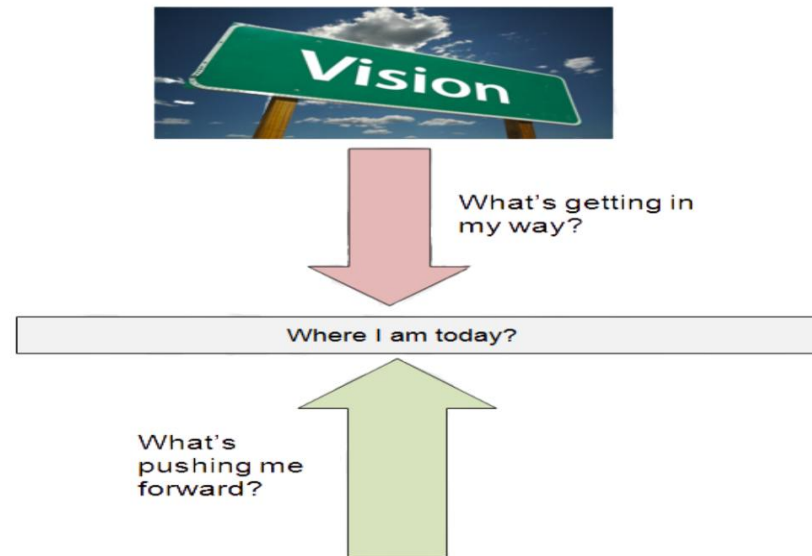 Vision
What's getting in
my way?
Where I am today?
What's
pushing me
forward?